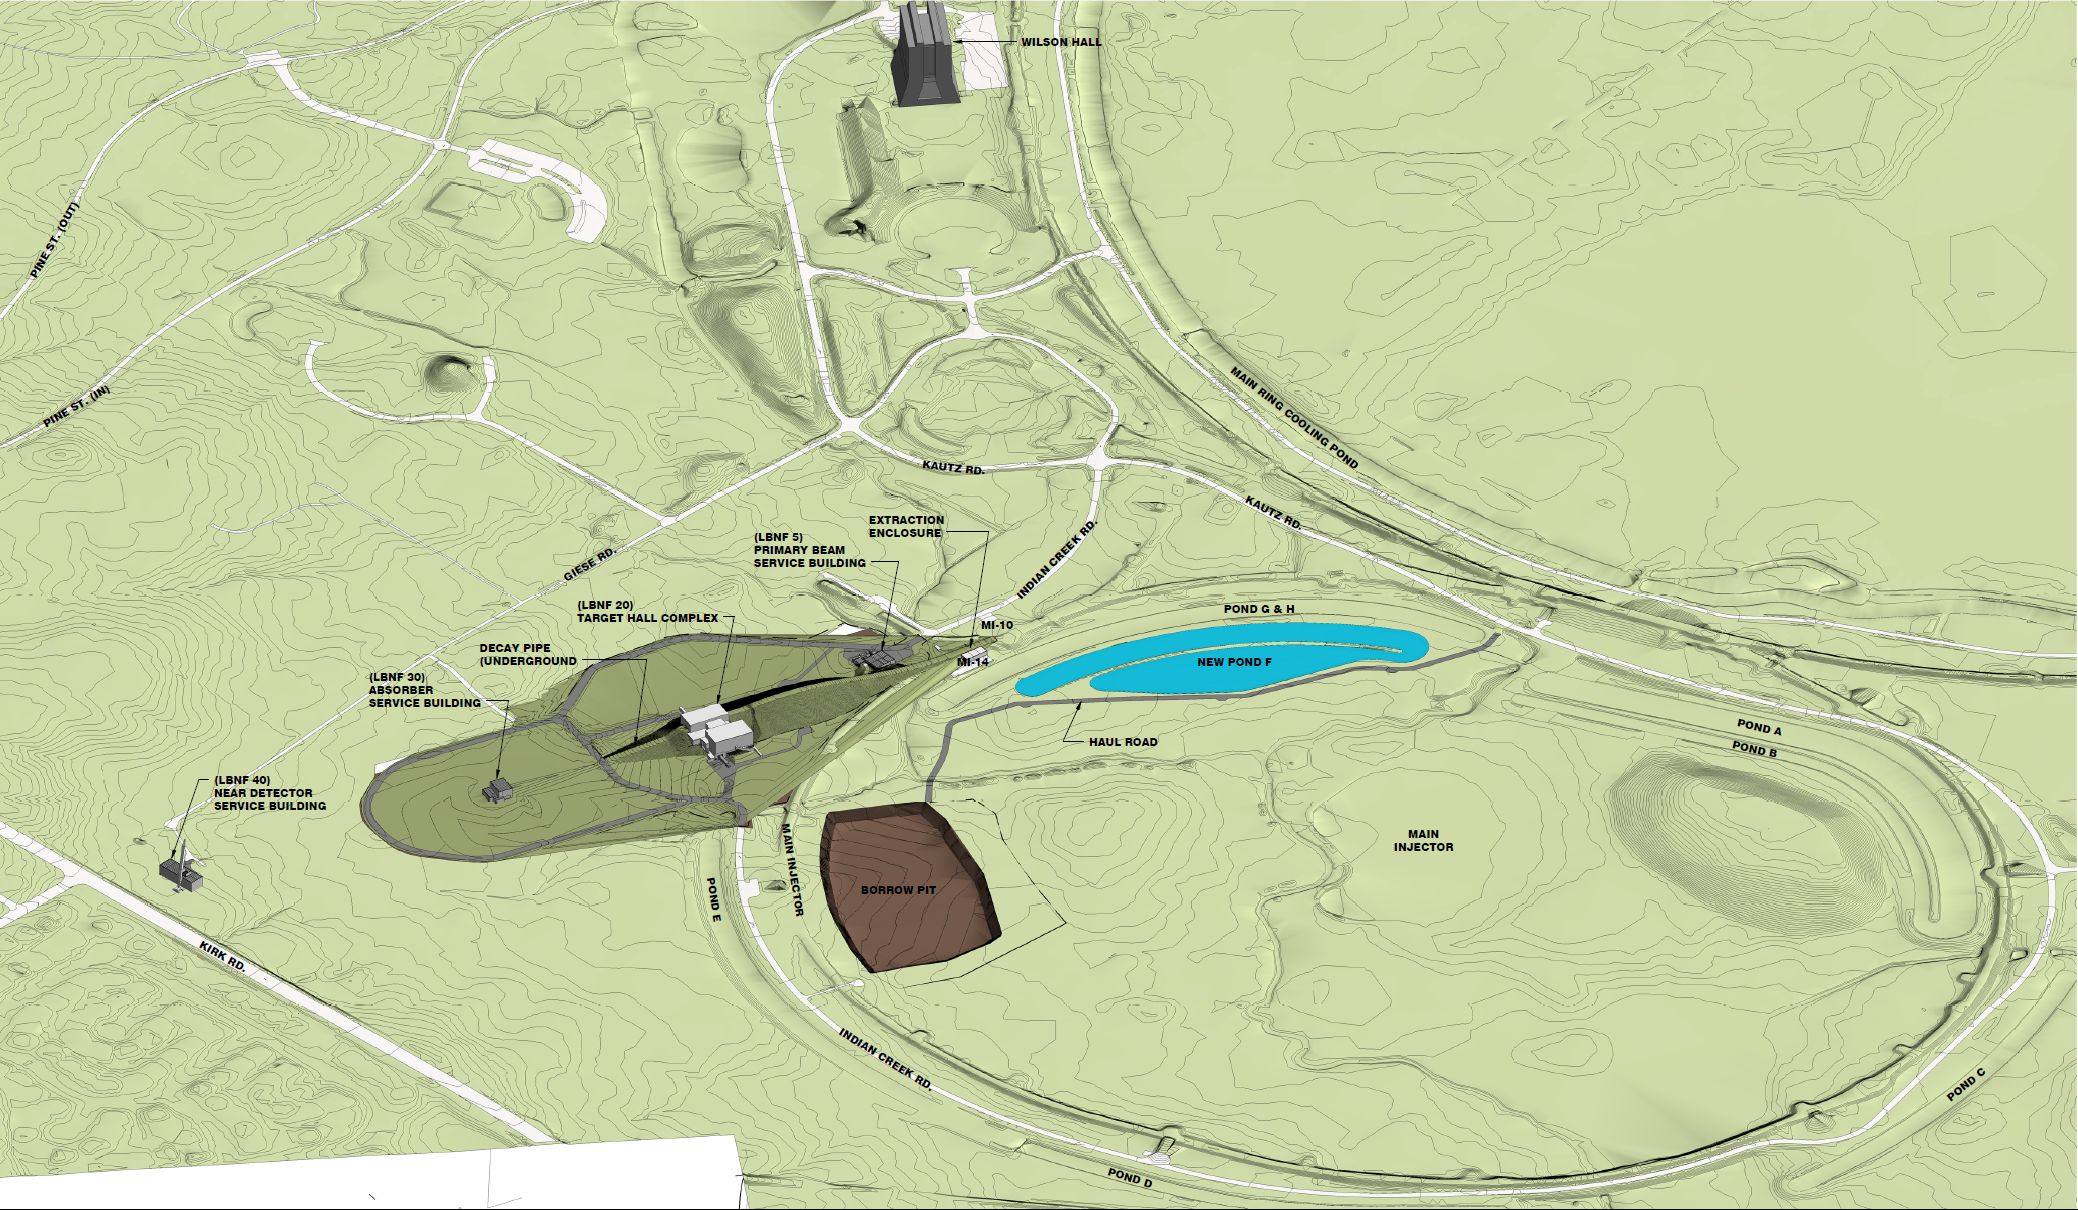 WILSON HALL
PINE ST. (OUT)
PINE ST. (IN)
MAIN RING COOLING POND
KAUTZ RD.
KAUTZ RD.
EXTRACTION
ENCLOSURE
(LBNF 5)
PRIMARY BEAM
SERVICE BUILDING
INDIAN CREEK RD.
GIESE RD.
(LBNF 20)
TARGET HALL COMPLEX
POND G & H
MI-10
DECAY PIPE
(UNDERGROUND
MI-14
NEW POND F
(LBNF 30)
ABSORBER
SERVICE BUILDING
POND A
POND B
HAUL ROAD
(LBNF 40)
NEAR DETECTOR
SERVICE BUILDING
MAIN
INJECTOR
MAIN INJECTOR
POND E
BORROW PIT
KIRK RD.
INDIAN CREEK RD.
POND C
POND D